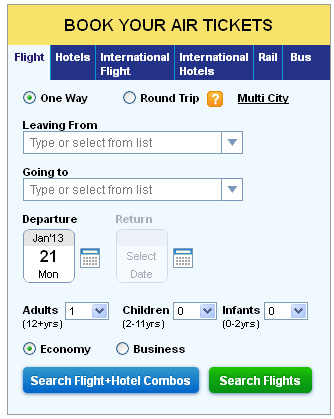 BOOK YOUR AIR TICKETS
Flight Hotels International Flight International Hotels Rail Bus
One Way Round Trip ? Multi City
Leaving From
Type or select from list
Going to
Type or select from list
Departure Return
Jan'13
21 Select
Mon Date
Adults 1 Children 0 Infants 0
(12+yrs) (2-11yrs) (0-2yrs)
Economy Business
Search Flight+Hotel Combos Search Flights